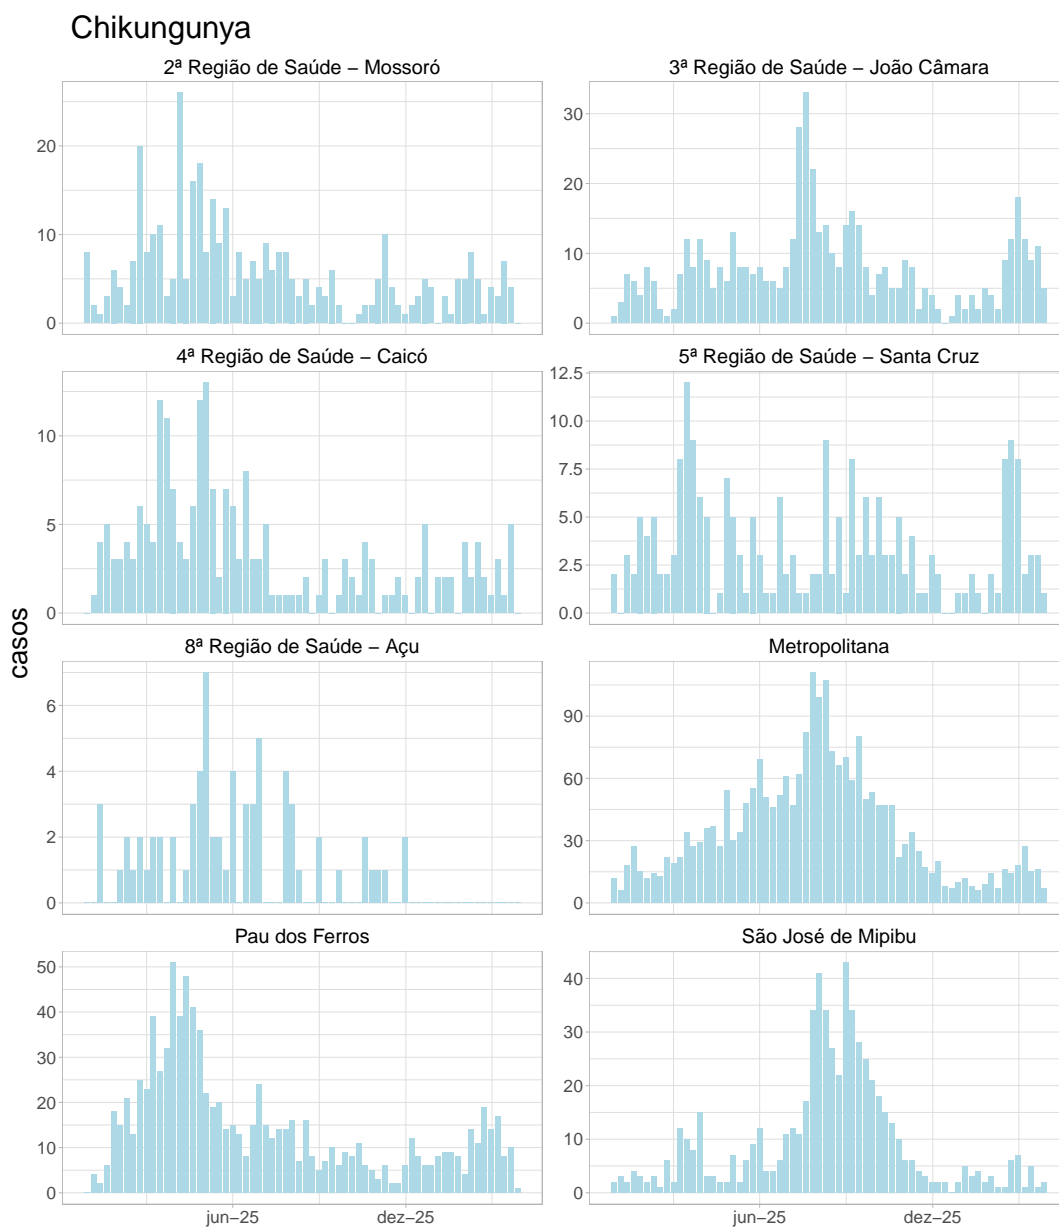 Chikungunya
2ª Região de Saúde – Mossoró
3ª Região de Saúde – João Câmara
20
10
0
30
20
10
0
4ª Região de Saúde – Caicó
5ª Região de Saúde – Santa Cruz
10
5
0
12.5
10.0
7.5
5.0
2.5
0.0
casos
8ª Região de Saúde – Açu
Metropolitana
6
4
2
0
90
60
30
0
Pau dos Ferros
São José de Mipibu
50
40
30
20
10
0
40
30
20
10
0
jun–25
dez–25
jun–25
dez–25